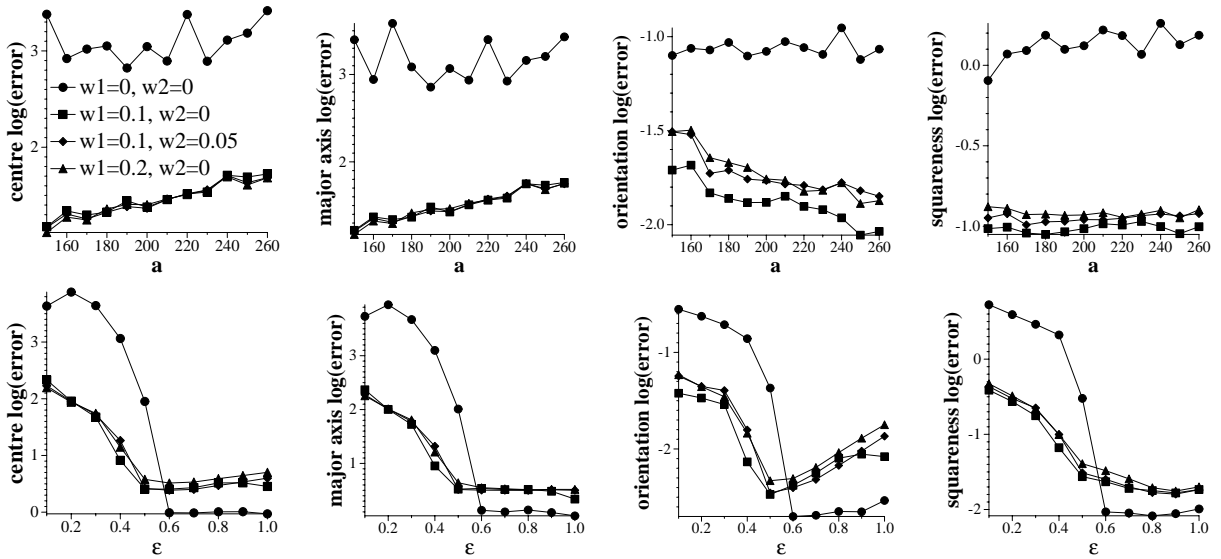 centre log(error)
3
2
160 180 200 220 240 260
a
w1=0, w2=0
w1=0.1, w2=0
w1=0.1, w2=0.05
w1=0.2, w2=0
major axis log(error)
3
2
160 180 200 220 240 260
a
orientation log(error)
-1.0
-1.5
-2.0
160 180 200 220 240 260
a
squareness log(error)
0.0
-0.5
-1.0
160 180 200 220 240 260
a
centre log(error)
3
2
1
0
0.2 0.4 0.6 0.8 1.0
ε
major axis log(error)
3
2
1
0.2 0.4 0.6 0.8 1.0
ε
orientation log(error)
-1
-2
0.2 0.4 0.6 0.8 1.0
ε
squareness log(error)
0
-1
-2
0.2 0.4 0.6 0.8 1.0
ε